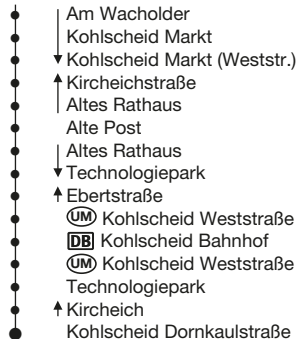 Am Wacholder
Kohlscheid Markt
Kohlscheid Markt (Weststr.)
Kircheichstraße
Altes Rathaus
Alte Post
Altes Rathaus
Technologiepark
Ebertstraße
UM Kohlscheid Weststraße
DB Kohlscheid Bahnhof
UM Kohlscheid Weststraße
Technologiepark
Kircheich
Kohlscheid Dornkaulstraße